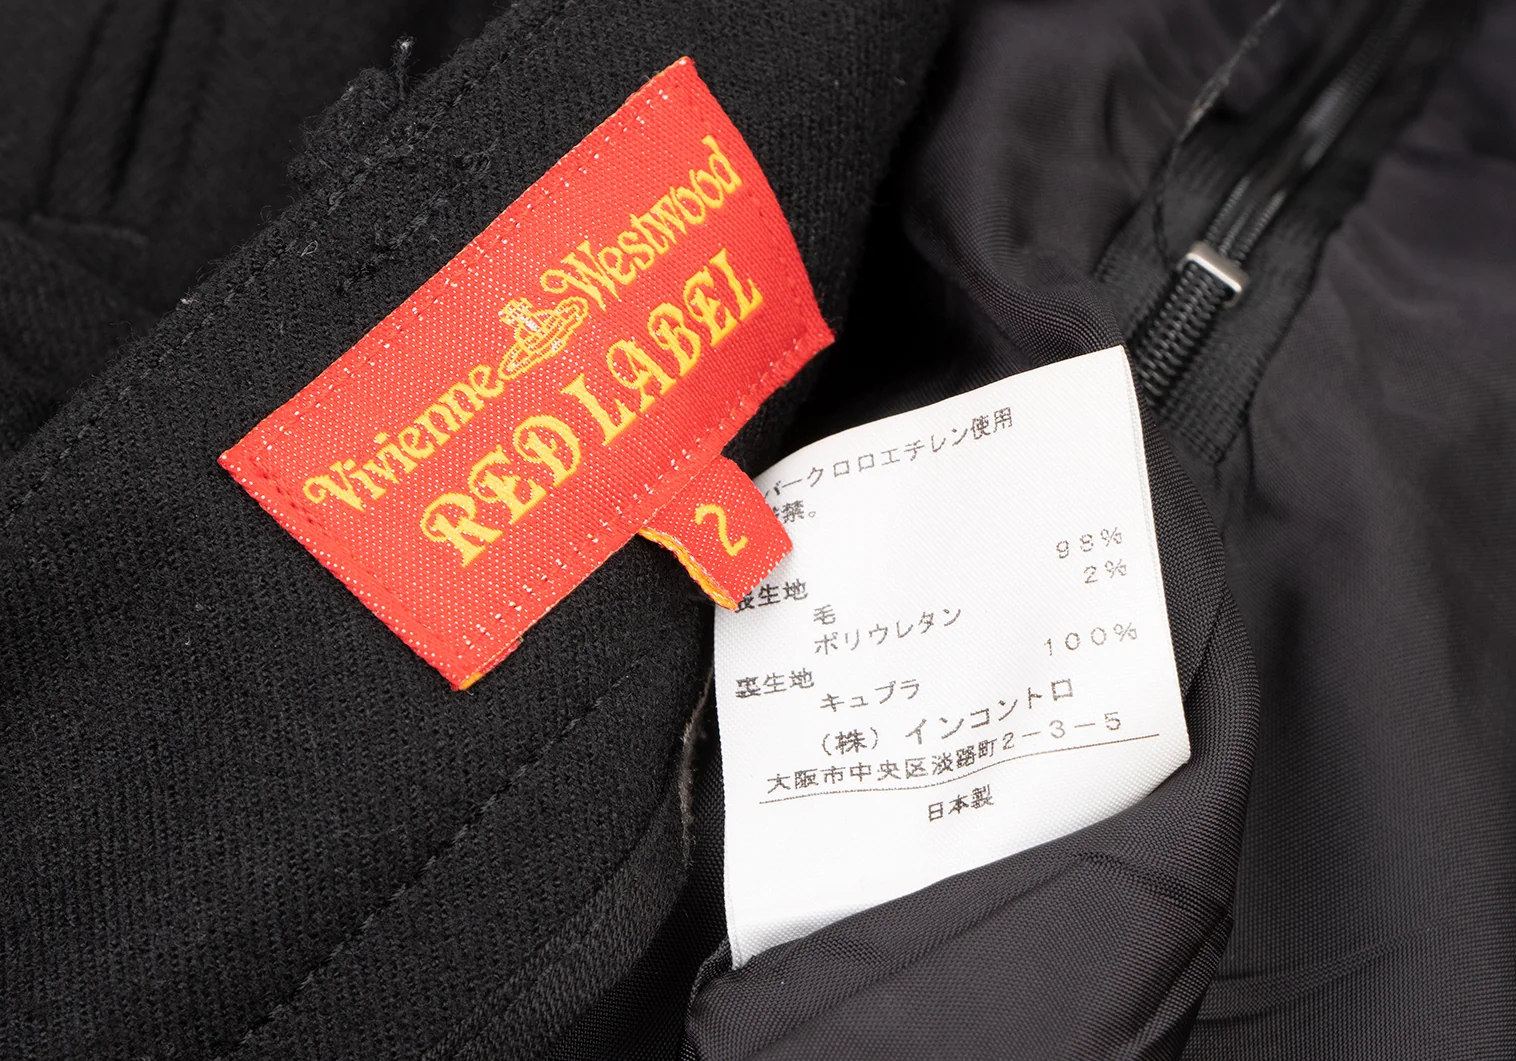 Vivienne Westwood
RED LABEL
2
パークロロエチレン使用
禁。
98%
2%
表生地
毛
ポリウレタン
100%
裏生地
キュプラ
(株) インコントロ
大阪市中央区淡路町2-3-5
日本製